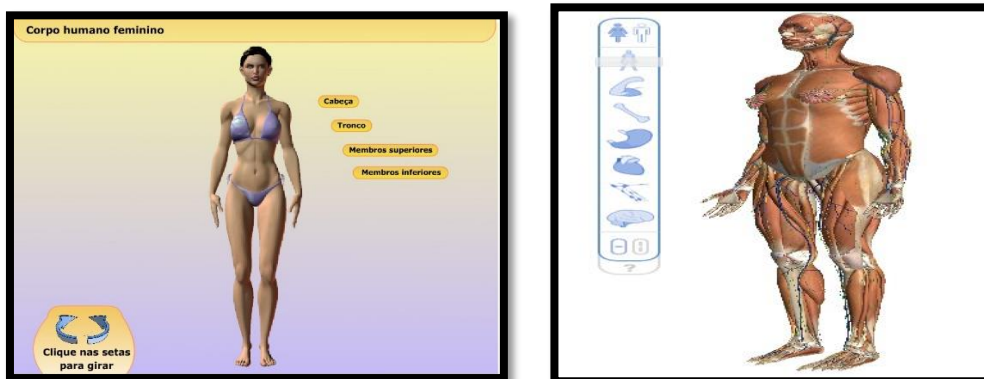 Corpo humano feminino
Cabeça
Tronco
Membros superiores
Membros inferiores
Clique nas setas
para girar
?